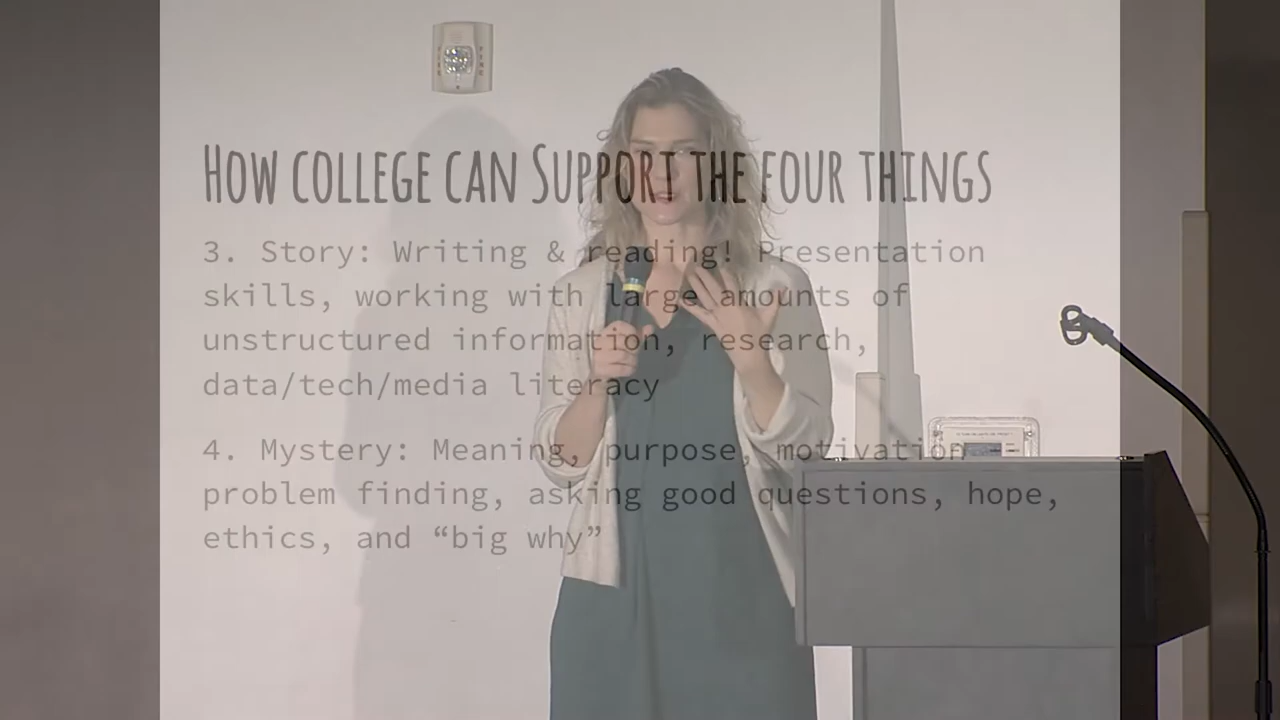 How college can Support the four things
3. Story: Writing & reading! Presentation
skills, working with large amounts of
unstructured information, research,
data/tech/media literacy
4. Mystery: Meaning, purpose, motivation
problem finding, asking good questions, hope,
ethics, and “big why”